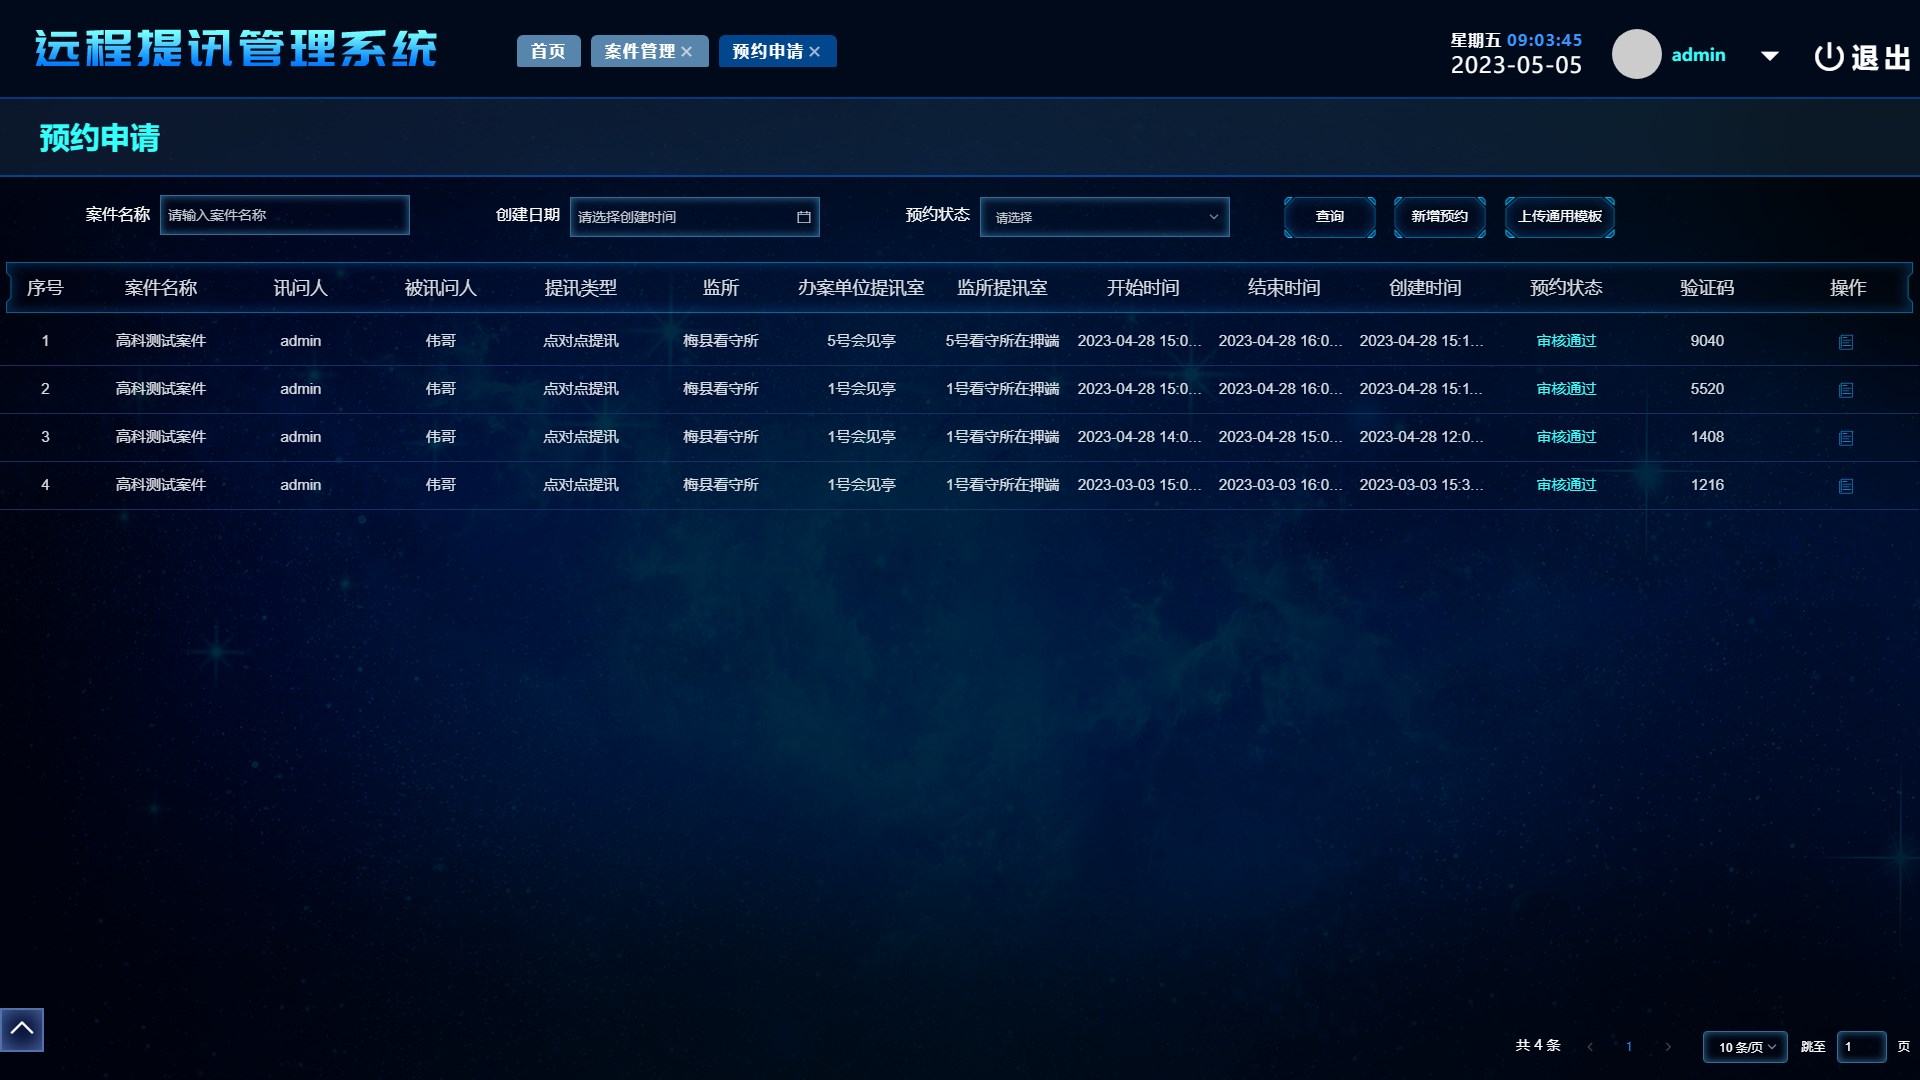 远程提讯管理系统
首页 案件管理 预约申请
星期五 09:03:45
2023-05-05
admin
退出
预约申请
案件名称 请输入案件名称 创建日期 请选择创建时间 预约状态 请选择 查询 新增预约 上传通用模板
序号 案件名称 讯问人 被讯问人 提讯类型 监所 办案单位提讯室 监所提讯室 开始时间 结束时间 创建时间 预约状态 验证码 操作
1 高科测试案件 admin 伟哥 点对点提讯 梅县看守所 5号会见亭 5号看守所在押端 2023-04-28 15:0... 2023-04-28 16:0... 2023-04-28 15:1... 审核通过 9040
2 高科测试案件 admin 伟哥 点对点提讯 梅县看守所 1号会见亭 1号看守所在押端 2023-04-28 15:0... 2023-04-28 16:0... 2023-04-28 15:1... 审核通过 5520
3 高科测试案件 admin 伟哥 点对点提讯 梅县看守所 1号会见亭 1号看守所在押端 2023-04-28 14:0... 2023-04-28 15:0... 2023-04-28 12:0... 审核通过 1408
4 高科测试案件 admin 伟哥 点对点提讯 梅县看守所 1号会见亭 1号看守所在押端 2023-03-03 15:0... 2023-03-03 16:0... 2023-03-03 15:3... 审核通过 1216
共 4 条 1 10 条/页 跳至 1 页